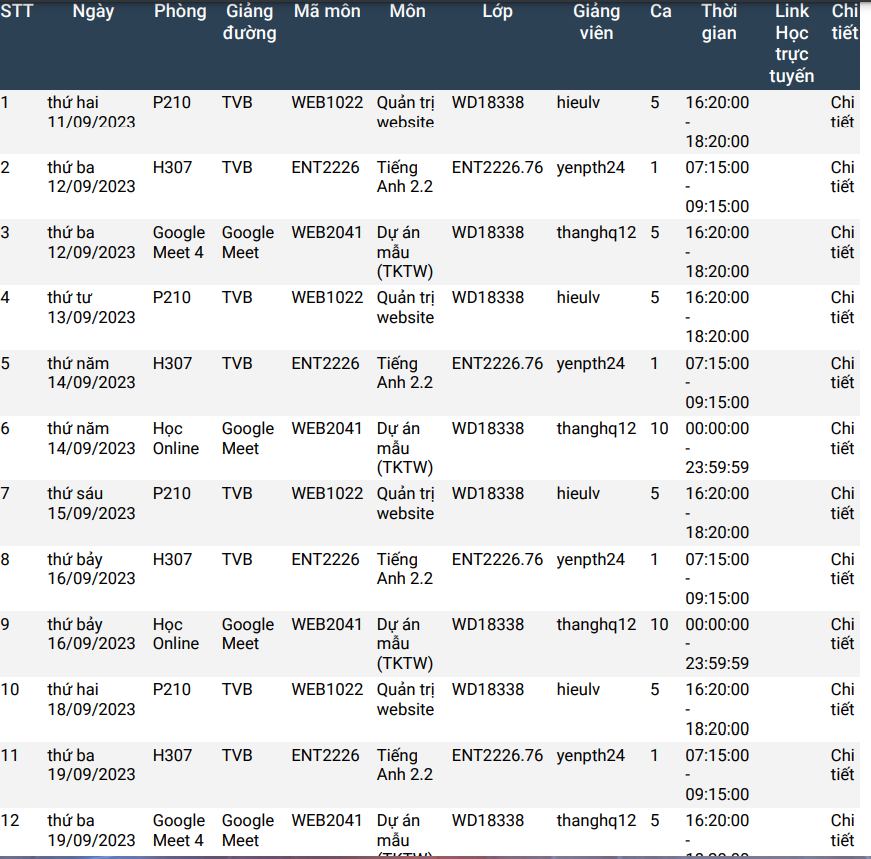 STT Ngày Phòng Giảng đường Mã môn Môn Lớp Giảng viên Ca Thời gian Link Học trực tuyến Chi tiết
1 thứ hai 11/09/2023 P210 TVB WEB1022 Quản trị website WD18338 hieulv 5 16:20:00 - 18:20:00 Chi tiết
2 thứ ba 12/09/2023 H307 TVB ENT2226 Tiếng Anh 2.2 ENT2226.76 yenpth24 1 07:15:00 - 09:15:00 Chi tiết
3 thứ ba 12/09/2023 Google Meet 4 Google Meet WEB2041 Dự án mẫu (TKTW) WD18338 thanghq12 5 16:20:00 - 18:20:00 Chi tiết
4 thứ tư 13/09/2023 P210 TVB WEB1022 Quản trị website WD18338 hieulv 5 16:20:00 - 18:20:00 Chi tiết
5 thứ năm 14/09/2023 H307 TVB ENT2226 Tiếng Anh 2.2 ENT2226.76 yenpth24 1 07:15:00 - 09:15:00 Chi tiết
6 thứ năm 14/09/2023 Học Online Google Meet WEB2041 Dự án mẫu (TKTW) WD18338 thanghq12 10 00:00:00 - 23:59:59 Chi tiết
7 thứ sáu 15/09/2023 P210 TVB WEB1022 Quản trị website WD18338 hieulv 5 16:20:00 - 18:20:00 Chi tiết
8 thứ bảy 16/09/2023 H307 TVB ENT2226 Tiếng Anh 2.2 ENT2226.76 yenpth24 1 07:15:00 - 09:15:00 Chi tiết
9 thứ bảy 16/09/2023 Học Online Google Meet WEB2041 Dự án mẫu (TKTW) WD18338 thanghq12 10 00:00:00 - 23:59:59 Chi tiết
10 thứ hai 18/09/2023 P210 TVB WEB1022 Quản trị website WD18338 hieulv 5 16:20:00 - 18:20:00 Chi tiết
11 thứ ba 19/09/2023 H307 TVB ENT2226 Tiếng Anh 2.2 ENT2226.76 yenpth24 1 07:15:00 - 09:15:00 Chi tiết
12 thứ ba 19/09/2023 Google Meet 4 Google Meet WEB2041 Dự án mẫu WD18338 thanghq12 5 16:20:00 - Chi tiết